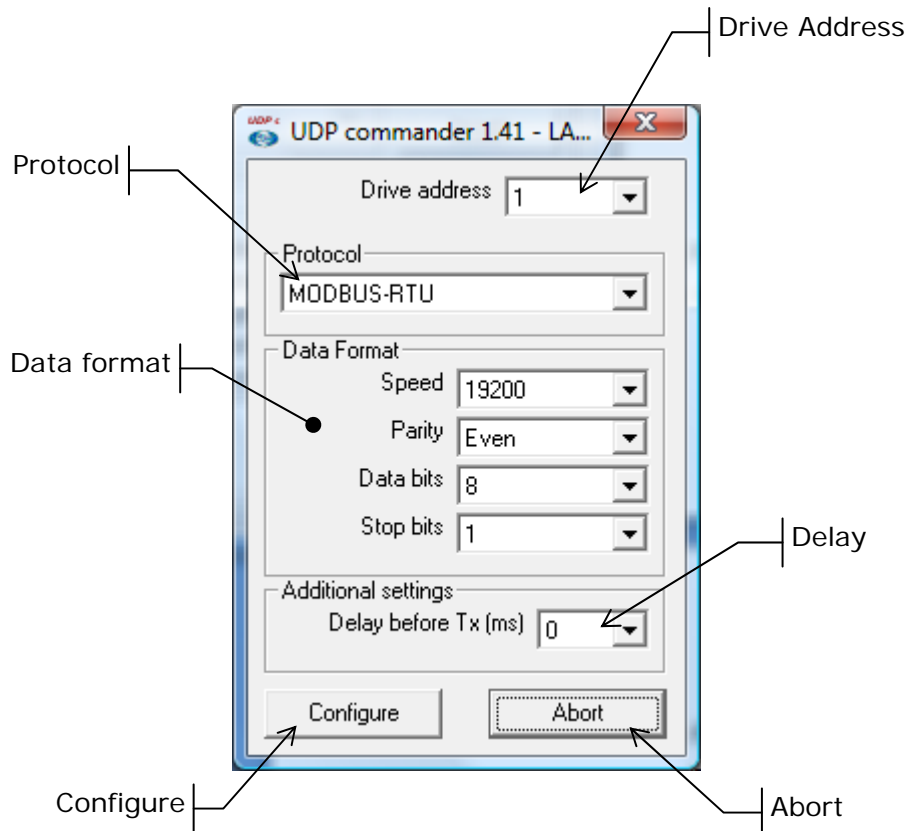 Drive Address
UDP c
UDP commander 1.41 - LA...
Protocol
Drive address 1
Protocol
MODBUS-RTU
Data format
Data Format
Speed 19200
Parity Even
Data bits 8
Stop bits 1
Delay
Additional settings
Delay before Tx (ms) 0
Configure Abort
Configure
Abort